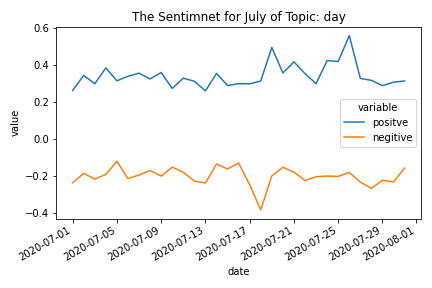 The Sentimnet for July of Topic: day
0.6
0.4
0.2
0.0
−0.2
−0.4
value
variable
positve
negitive
2020-07-01
2020-07-05
2020-07-09
2020-07-13
2020-07-17
2020-07-21
2020-07-25
2020-07-29
2020-08-01
date